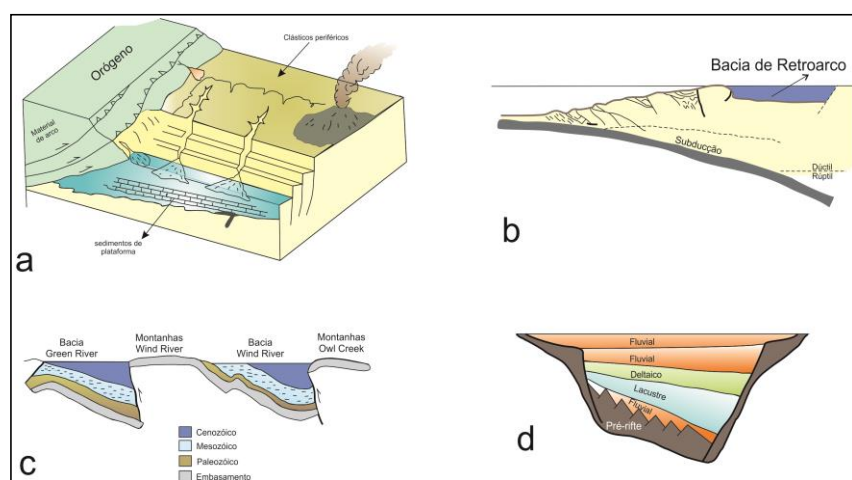 Clásticos periféricos
Orógeno
Material
de arco
sedimentos de
plataforma
a
Bacia de Retroarco
Subducção
Dúctil
Rúptil
b
Bacia
Green River
Montanhas
Wind River
Bacia
Wind River
Montanhas
Owl Creek
Cenozóico
Mesozóico
Paleozóico
Embasamento
c
Fluvial
Fluvial
Deltaico
Lacustre
Fluvial
Pré-rifte
d